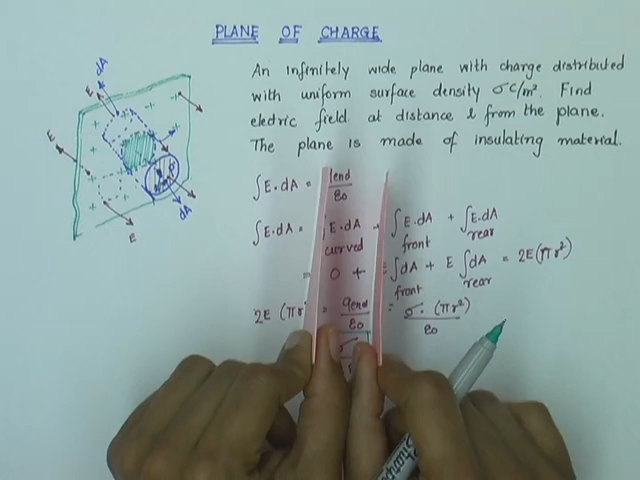 PLANE OF CHARGE
An infinitely wide plane with charge distributed
with uniform surface density σ C/m². Find
electric field at distance l from the plane.
The plane is made of insulating material.
dA
E
E
r
dA
E
∫E.dA = qend/ε0
∫E.dA = E.dA curved + ∫E.dA front + ∫E.dA rear
= 0 + E ∫dA front + E ∫dA rear = 2E(πr²)
2E (πr = qend/ε0 = σ. (πr²)/ε0
σ